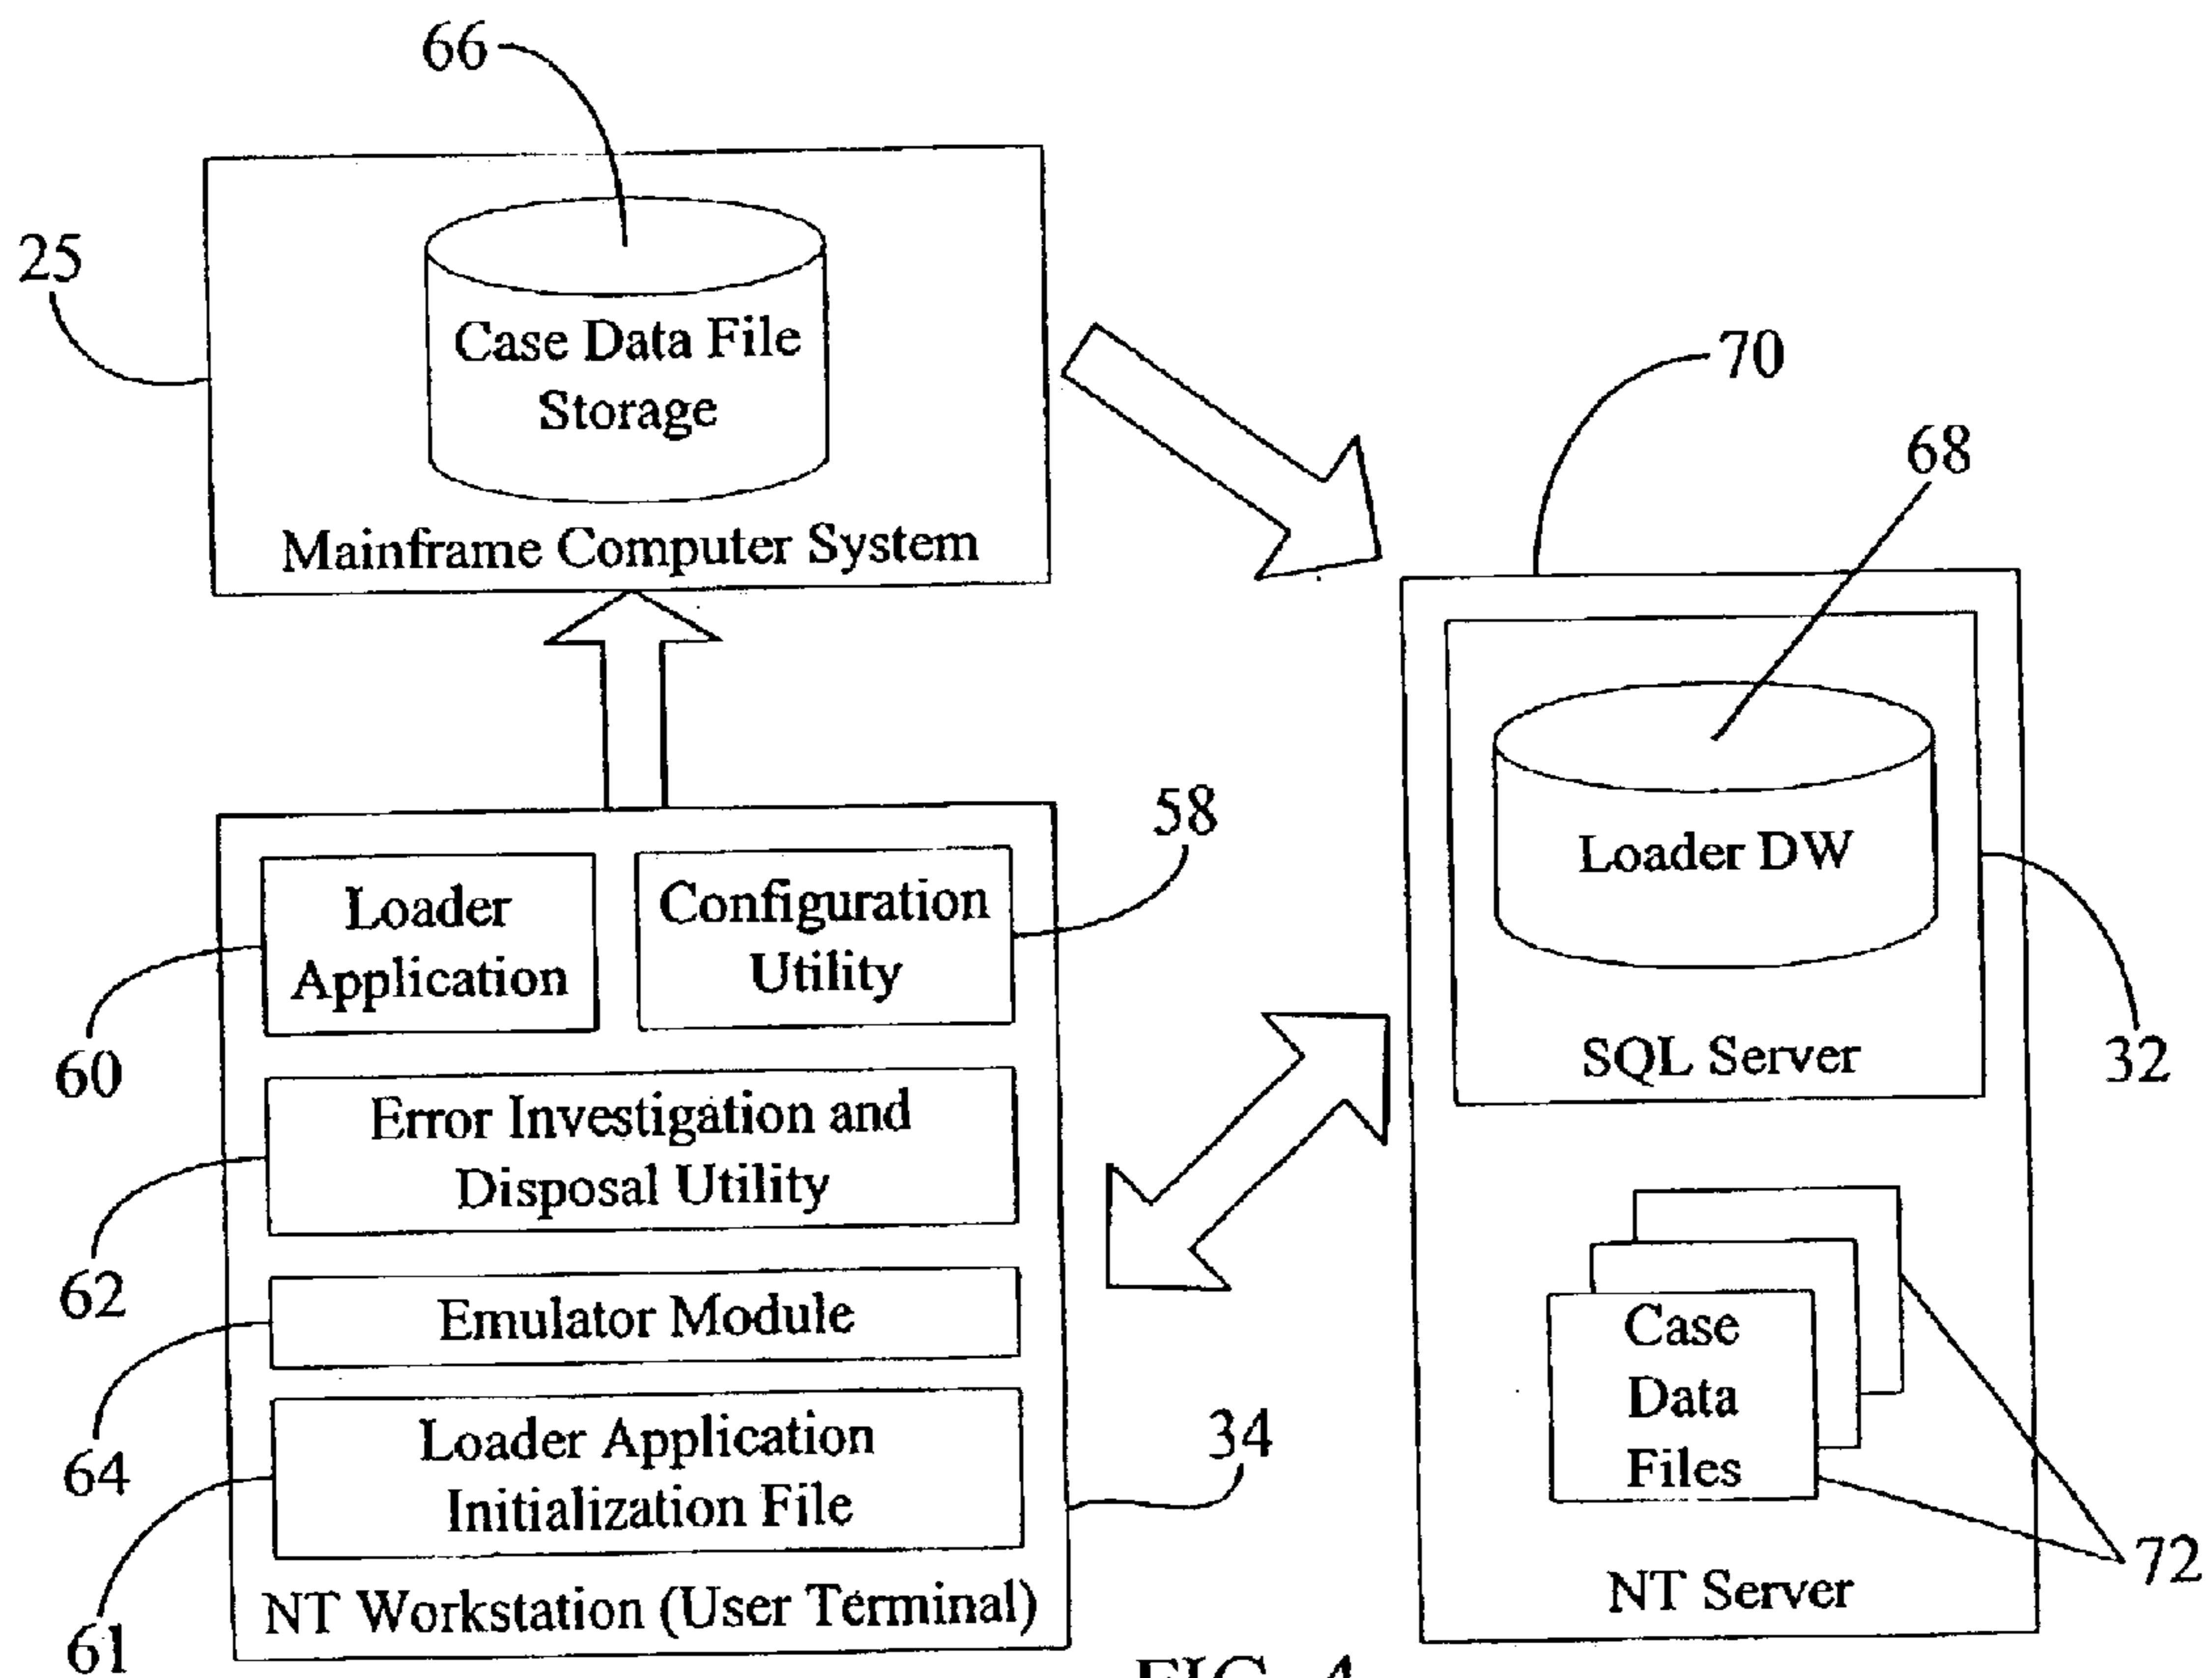 66
25
Case Data File
Storage
Mainframe Computer System
70
68
Loader DW
SQL Server
32
58
Loader
Application
Configuration
Utility
60
Error Investigation and
Disposal Utility
62
Emulator Module
64
Loader Application
Initialization File
34
61
NT Workstation (User Terminal)
Case
Data
Files
72
NT Server
FIG. 4